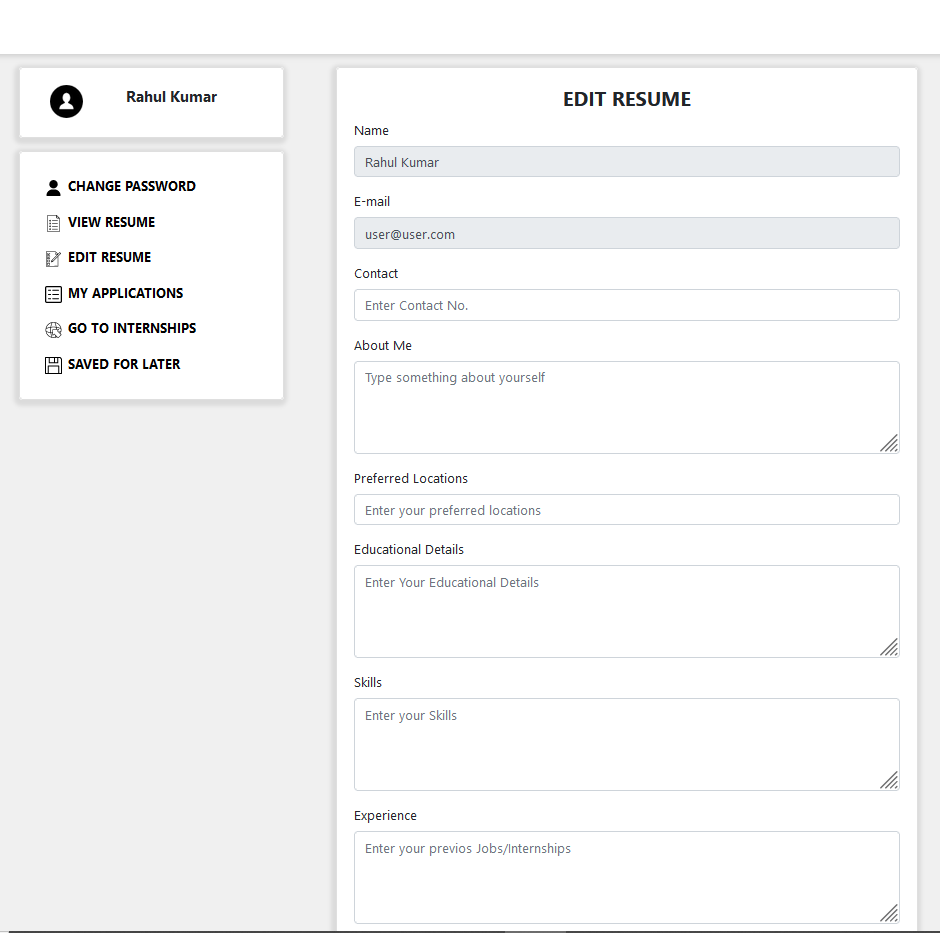 Rahul Kumar
CHANGE PASSWORD
VIEW RESUME
EDIT RESUME
MY APPLICATIONS
GO TO INTERNSHIPS
SAVED FOR LATER
EDIT RESUME
Name
Rahul Kumar
E-mail
user@user.com
Contact
Enter Contact No.
About Me
Type something about yourself
Preferred Locations
Enter your preferred locations
Educational Details
Enter Your Educational Details
Skills
Enter your Skills
Experience
Enter your previos Jobs/Internships